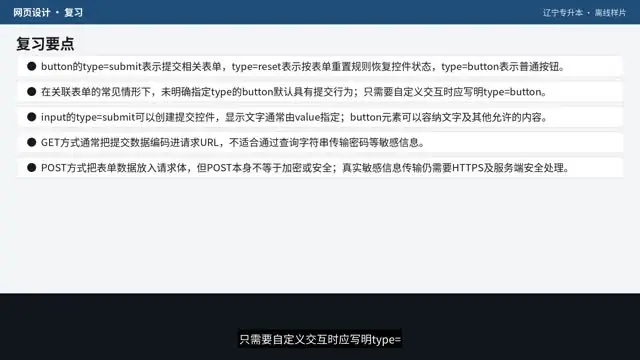 网页设计 · 复习
辽宁专升本 · 离线样片
复习要点
● button的type=submit表示提交相关表单，type=reset表示按表单重置规则恢复控件状态，type=button表示普通按钮。
● 在关联表单的常见情形下，未明确指定type的button默认具有提交行为；只需要自定义交互时应写明type=button。
● input的type=submit可以创建提交控件，显示文字通常由value指定；button元素可以容纳文字及其他允许的内容。
● GET方式通常把提交数据编码进请求URL，不适合通过查询字符串传输密码等敏感信息。
● POST方式把表单数据放入请求体，但POST本身不等于加密或安全；真实敏感信息传输仍需要HTTPS及服务端安全处理。
只需要自定义交互时应写明type=